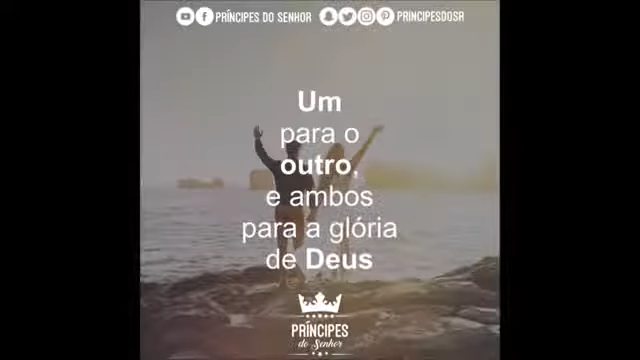 PRÍNCIPES DO SENHOR PRINCIPESDOSR
Um
para o
outro,
e ambos
para a glória
de Deus
PRÍNCIPES
do Senhor